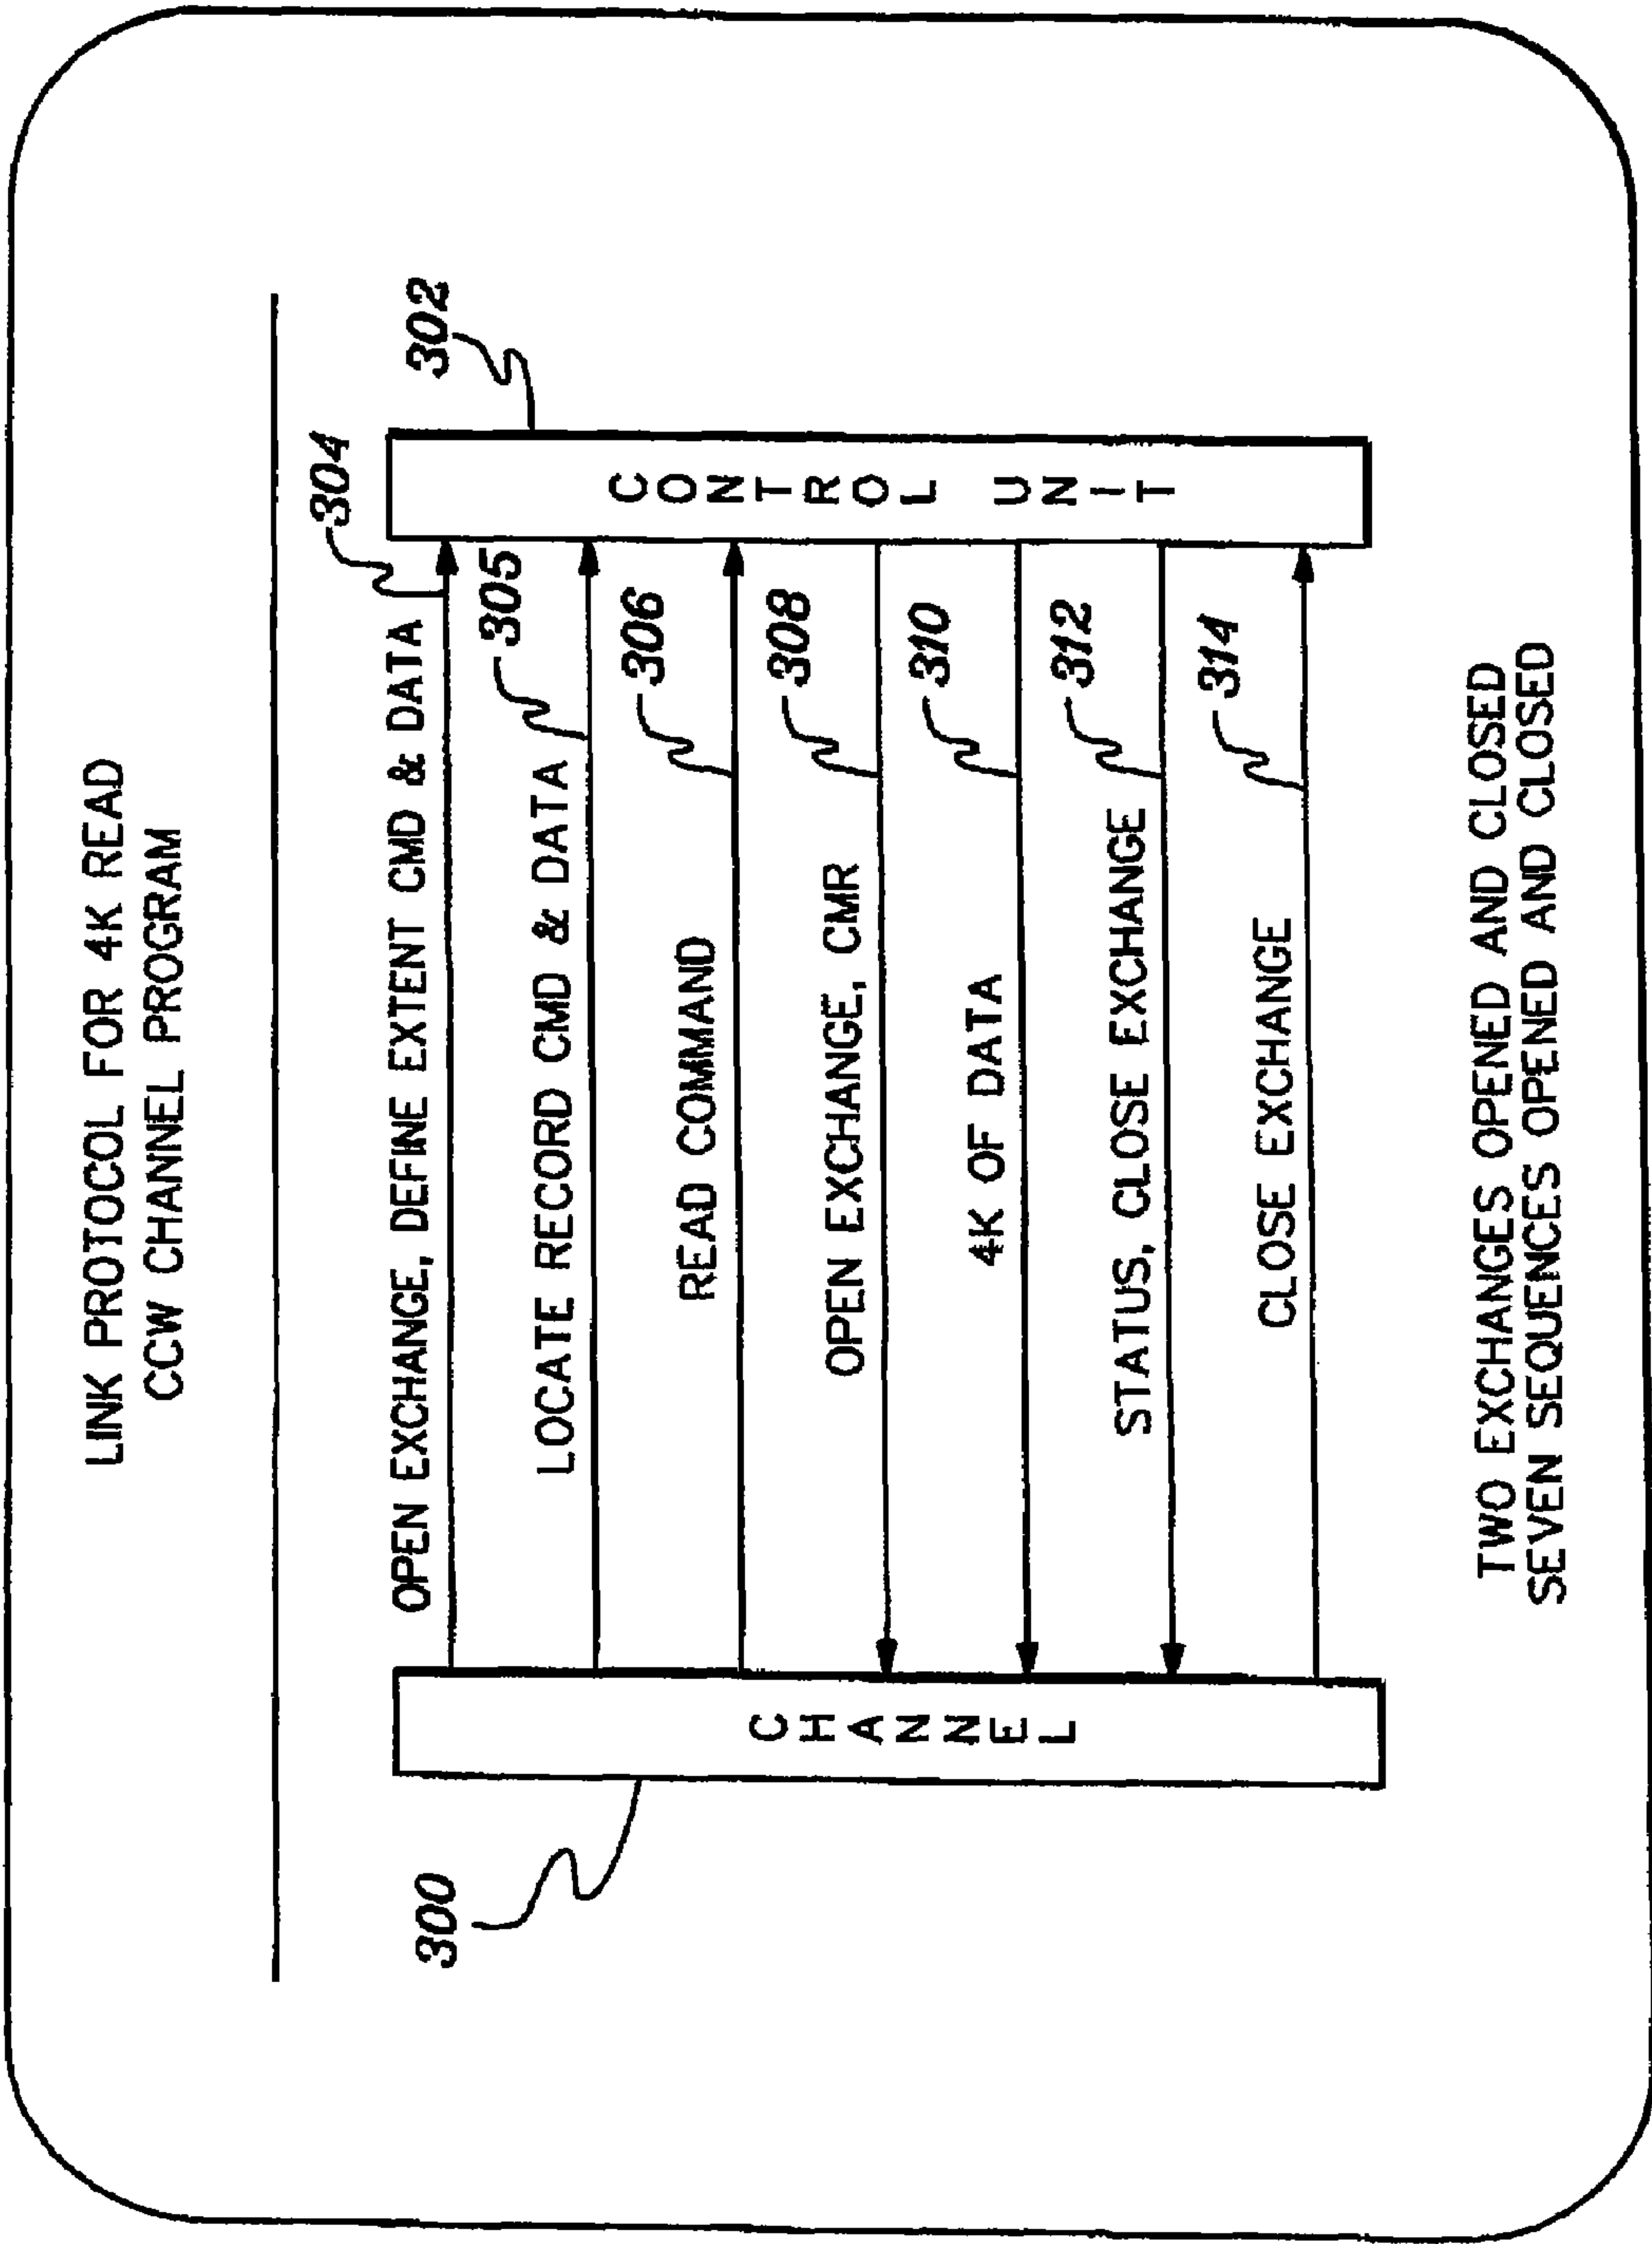 LINK PROTOCOL FOR 4K READ
CCW CHANNEL PROGRAM
304
302
OPEN EXCHANGE, DEFINE EXTENT CMD & DATA
305
LOCATE RECORD CMD & DATA
306
READ COMMAND
308
OPEN EXCHANGE, CMR
310
4K OF DATA
312
STATUS, CLOSE EXCHANGE
314
CLOSE EXCHANGE
300
CHANNEL
CONTROL UNIT
TWO EXCHANGES OPENED AND CLOSED
SEVEN SEQUENCES OPENED AND CLOSED